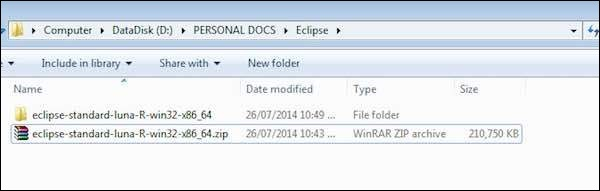 Computer ▸ DataDisk (D:) ▸ PERSONAL DOCS ▸ Eclipse ▸
Include in library Share with New folder
Name Date modified Type Size
eclipse-standard-luna-R-win32-x86_64 26/07/2014 10:49 ... File folder
eclipse-standard-luna-R-win32-x86_64.zip 26/07/2014 10:43 ... WinRAR ZIP archive 210,750 KB